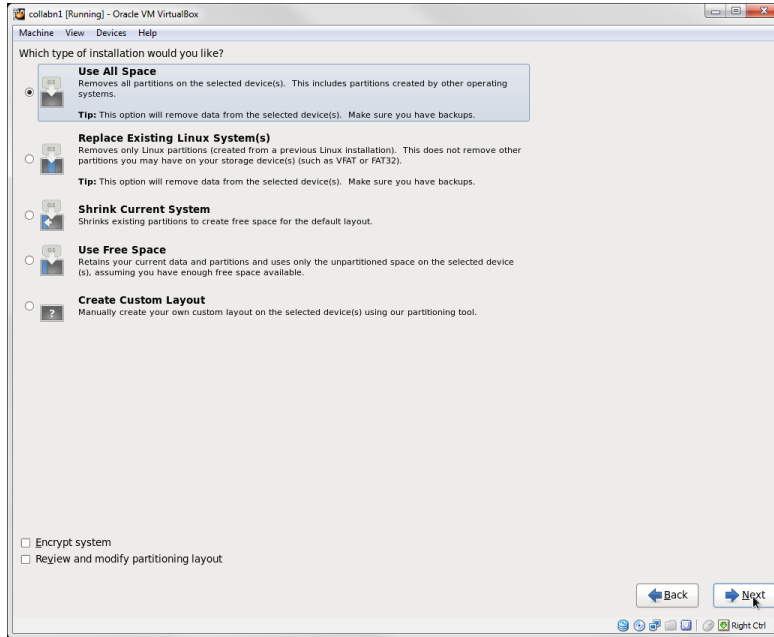 collabn1 [Running] - Oracle VM VirtualBox
Machine View Devices Help
Which type of installation would you like?
Use All Space
Removes all partitions on the selected device(s). This includes partitions created by other operating
systems.
Tip: This option will remove data from the selected device(s). Make sure you have backups.
Replace Existing Linux System(s)
Removes only Linux partitions (created from a previous Linux installation). This does not remove other
partitions you may have on your storage device(s) (such as VFAT or FAT32).
Tip: This option will remove data from the selected device(s). Make sure you have backups.
Shrink Current System
Shrinks existing partitions to create free space for the default layout.
Use Free Space
Retains your current data and partitions and uses only the unpartitioned space on the selected device
(s), assuming you have enough free space available.
Create Custom Layout
Manually create your own custom layout on the selected device(s) using our partitioning tool.
Encrypt system
Review and modify partitioning layout
Back Next
Right Ctrl